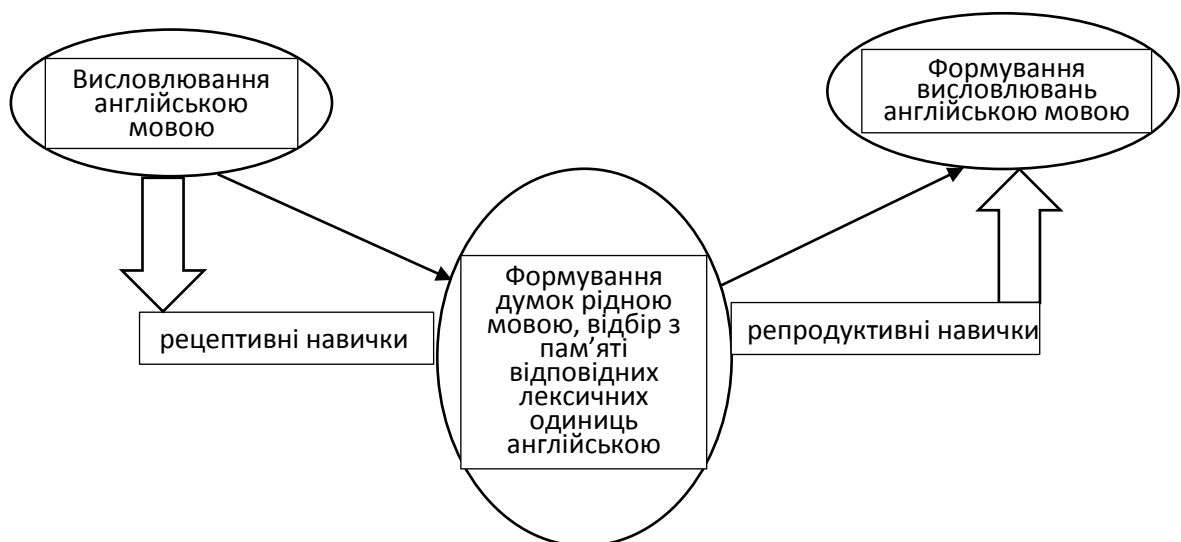 Висловлювання
англійською
мовою
Формування
висловлювань
англійською мовою
рецептивні навички
Формування
думок рідною
мовою, відбір з
пам’яті
відповідних
лексичних
одиниць
англійською
репродуктивні навички